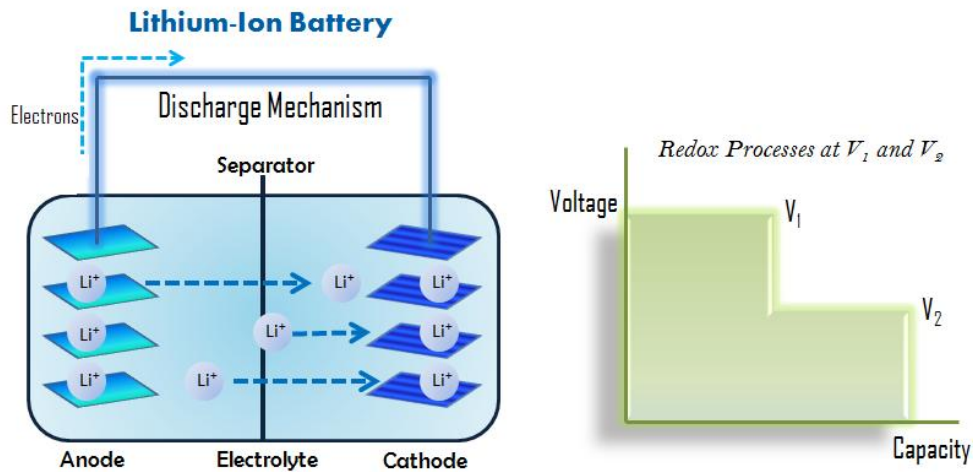 Lithium-Ion Battery
Electrons
Discharge Mechanism
Separator
Li⁺
Li⁺
Li⁺
Li⁺
Li⁺
Li⁺
Li⁺
Li⁺
Li⁺
Anode
Electrolyte
Cathode
Redox Processes at V₁ and V₂
Voltage
V₁
V₂
Capacity